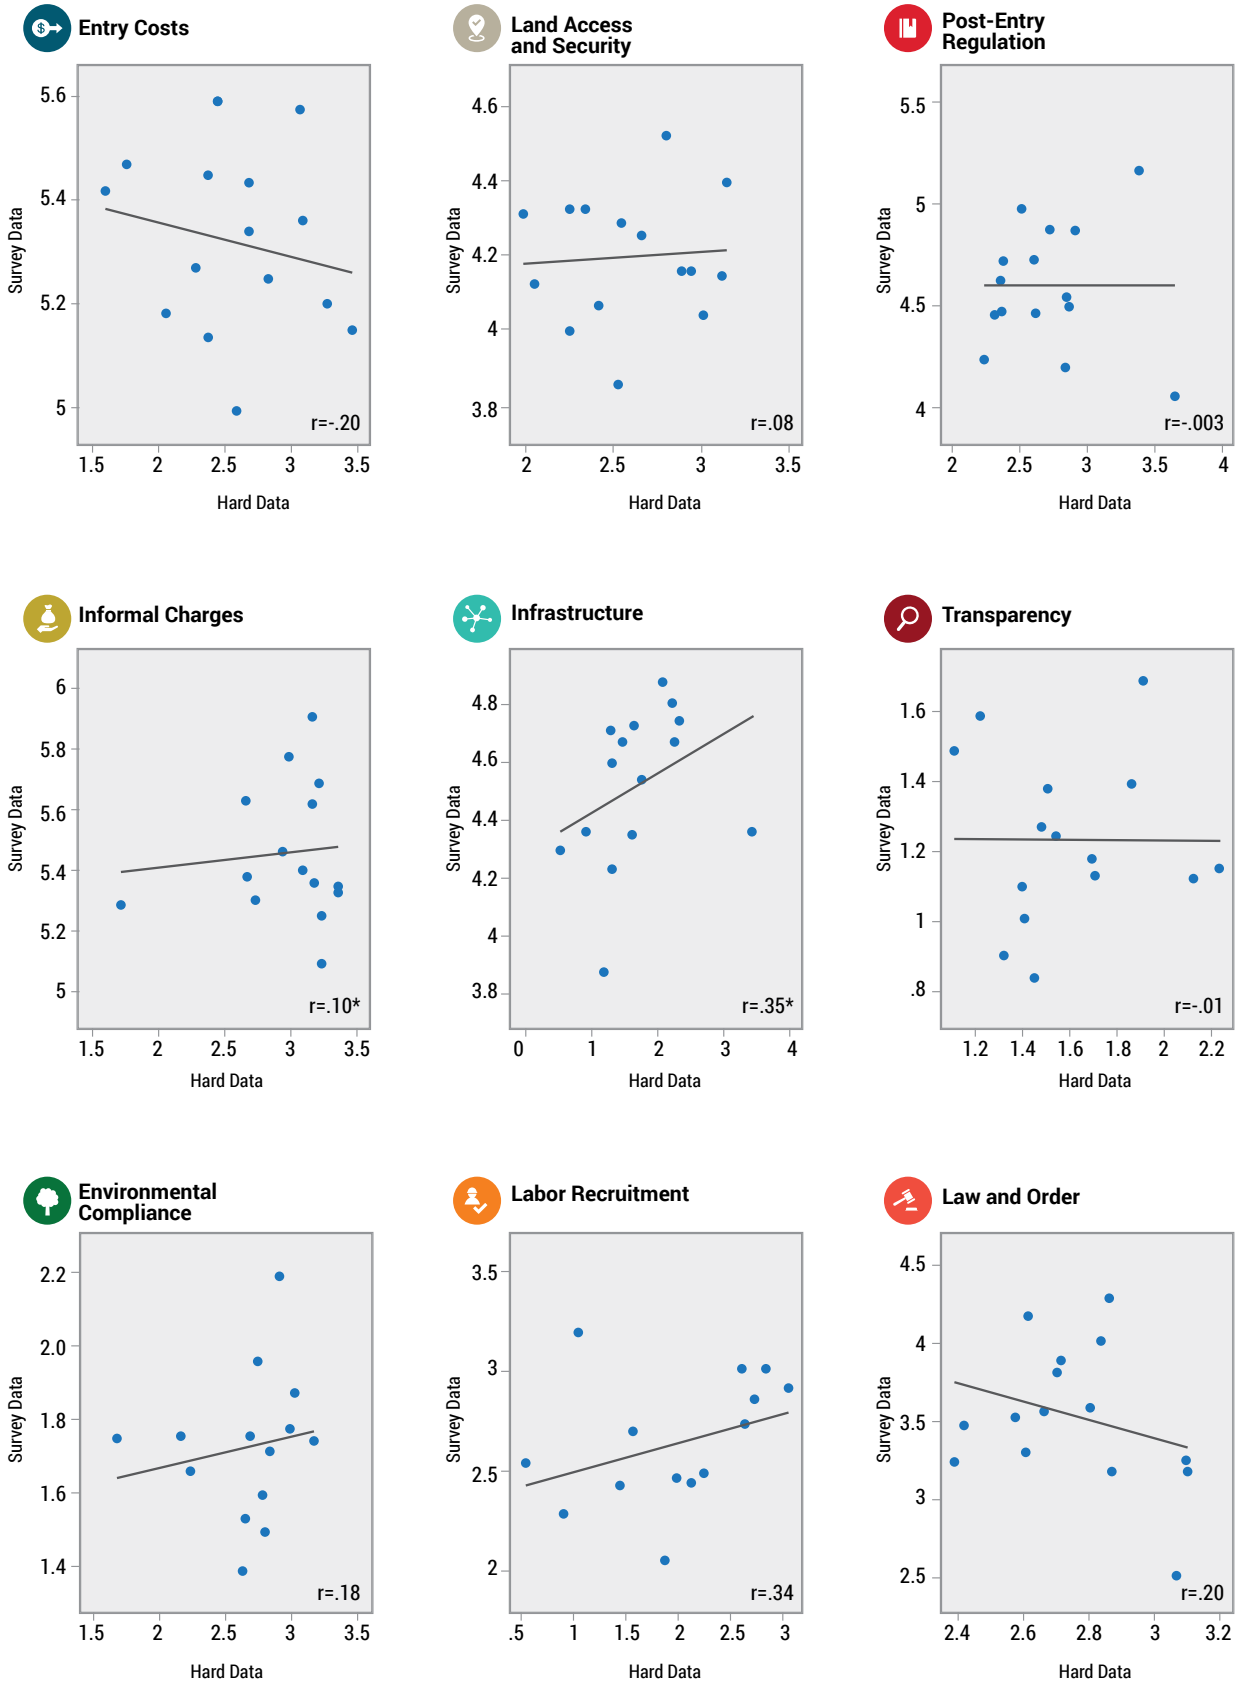 Entry Costs
5.6
5.4
5.2
5
Survey Data
r=-.20
1.5 2 2.5 3 3.5
Hard Data
Land Access
and Security
4.6
4.4
4.2
4
3.8
Survey Data
r=.08
2 2.5 3 3.5
Hard Data
Post-Entry
Regulation
5.5
5
4.5
4
Survey Data
r=-.003
2 2.5 3 3.5 4
Hard Data
Informal Charges
6
5.8
5.6
5.4
5.2
5
Survey Data
r=.10*
1.5 2 2.5 3 3.5
Hard Data
Infrastructure
4.8
4.6
4.4
4.2
4
3.8
Survey Data
r=.35*
0 1 2 3 4
Hard Data
Transparency
1.6
1.4
1.2
1
.8
Survey Data
r=-.01
1.2 1.4 1.6 1.8 2 2.2
Hard Data
Environmental
Compliance
2.2
2.0
1.8
1.6
1.4
Survey Data
r=.18
1.5 2 2.5 3 3.5
Hard Data
Labor Recruitment
3.5
3
2.5
2
Survey Data
r=.34
.5 1 1.5 2 2.5 3
Hard Data
Law and Order
4.5
4
3.5
3
2.5
Survey Data
r=.20
2.4 2.6 2.8 3 3.2
Hard Data